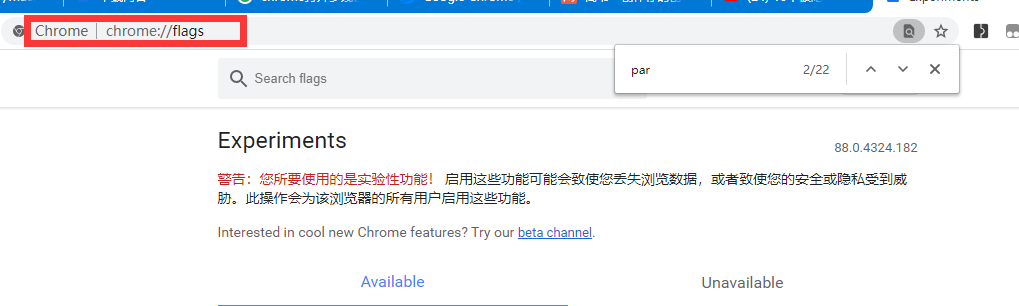 Chrome | chrome://flags
par 2/22
Search flags
Experiments
88.0.4324.182
警告：您所要使用的是实验性功能！ 启用这些功能可能会致使您丢失浏览数据，或者致使您的安全或隐私受到威
胁。此操作会为该浏览器的所有用户启用这些功能。
Interested in cool new Chrome features? Try our beta channel.
Available
Unavailable